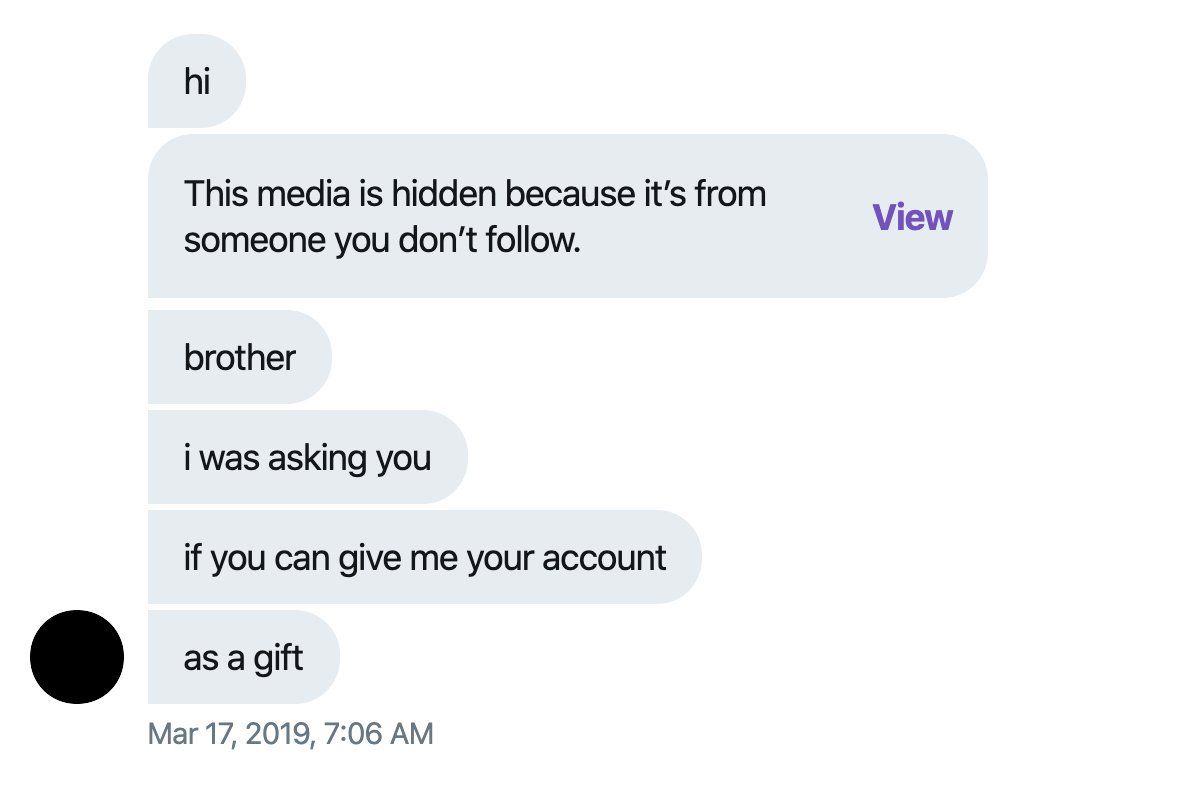 hi
This media is hidden because it’s from
someone you don’t follow.
View
brother
i was asking you
if you can give me your account
as a gift
Mar 17, 2019, 7:06 AM